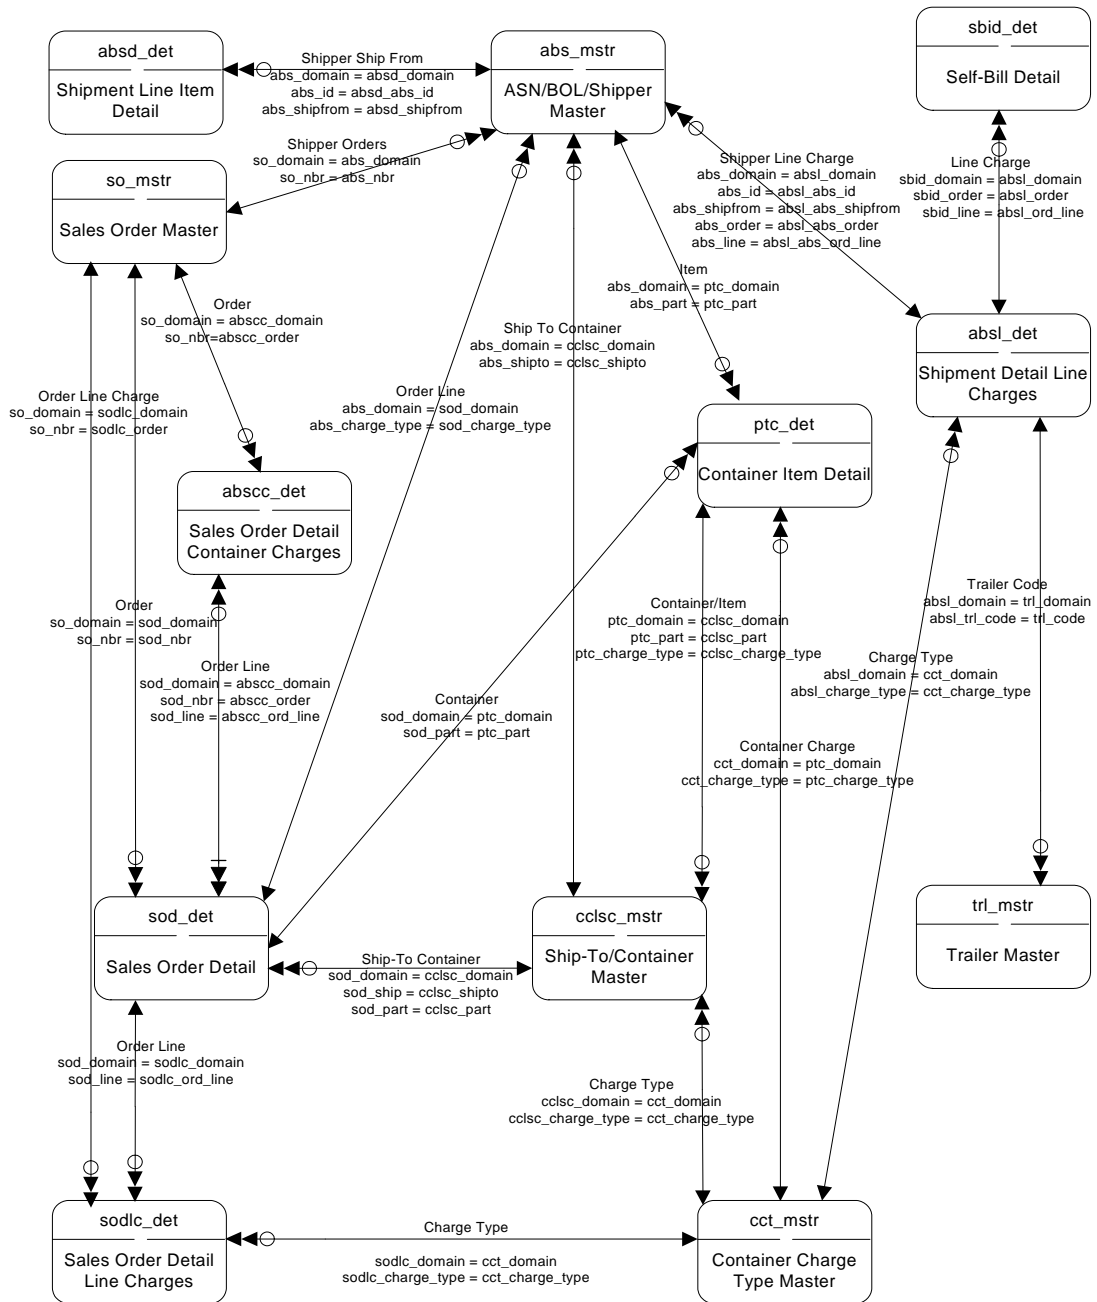 absd_det
Shipment Line Item
Detail
Shipper Ship From
abs_domain = absd_domain
abs_id = absd_abs_id
abs_shipfrom = absd_shipfrom
abs_mstr
ASN/BOL/Shipper
Master
sbid_det
Self-Bill Detail
Shipper Orders
so_domain = abs_domain
so_nbr = abs_nbr
so_mstr
Sales Order Master
Shipper Line Charge
abs_domain = absl_domain
abs_id = absl_abs_id
abs_shipfrom = absl_abs_shipfrom
abs_order = absl_abs_order
abs_line = absl_abs_ord_line
Line Charge
sbid_domain = absl_domain
sbid_order = absl_order
sbid_line = absl_ord_line
Item
abs_domain = ptc_domain
abs_part = ptc_part
Order
so_domain = abscc_domain
so_nbr=abscc_order
Ship To Container
abs_domain = cclsc_domain
abs_shipto = cclsc_shipto
absl_det
Shipment Detail Line
Charges
Order Line Charge
so_domain = sodlc_domain
so_nbr = sodlc_order
Order Line
abs_domain = sod_domain
abs_charge_type = sod_charge_type
ptc_det
Container Item Detail
abscc_det
Sales Order Detail
Container Charges
Order
so_domain = sod_domain
so_nbr = sod_nbr
Container/Item
ptc_domain = cclsc_domain
ptc_part = cclsc_part
ptc_charge_type = cclsc_charge_type
Trailer Code
absl_domain = trl_domain
absl_trl_code = trl_code
Order Line
sod_domain = abscc_domain
sod_nbr = abscc_order
sod_line = abscc_ord_line
Charge Type
absl_domain = cct_domain
absl_charge_type = cct_charge_type
Container
sod_domain = ptc_domain
sod_part = ptc_part
Container Charge
cct_domain = ptc_domain
cct_charge_type = ptc_charge_type
sod_det
Sales Order Detail
Ship-To Container
sod_domain = cclsc_domain
sod_ship = cclsc_shipto
sod_part = cclsc_part
cclsc_mstr
Ship-To/Container
Master
trl_mstr
Trailer Master
Order Line
sod_domain = sodlc_domain
sod_line = sodlc_ord_line
Charge Type
cclsc_domain = cct_domain
cclsc_charge_type = cct_charge_type
sodlc_det
Sales Order Detail
Line Charges
Charge Type
sodlc_domain = cct_domain
sodlc_charge_type = cct_charge_type
cct_mstr
Container Charge
Type Master